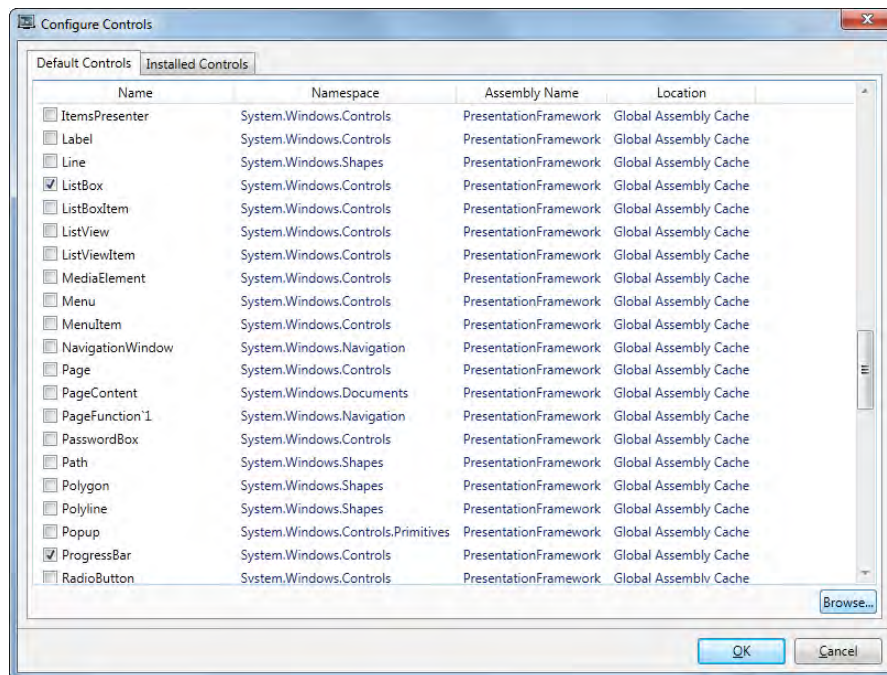 Configure Controls
Default Controls Installed Controls
Name Namespace Assembly Name Location
ItemsPresenter System.Windows.Controls PresentationFramework Global Assembly Cache
Label System.Windows.Controls PresentationFramework Global Assembly Cache
Line System.Windows.Shapes PresentationFramework Global Assembly Cache
ListBox System.Windows.Controls PresentationFramework Global Assembly Cache
ListBoxItem System.Windows.Controls PresentationFramework Global Assembly Cache
ListView System.Windows.Controls PresentationFramework Global Assembly Cache
ListViewItem System.Windows.Controls PresentationFramework Global Assembly Cache
MediaElement System.Windows.Controls PresentationFramework Global Assembly Cache
Menu System.Windows.Controls PresentationFramework Global Assembly Cache
MenuItem System.Windows.Controls PresentationFramework Global Assembly Cache
NavigationWindow System.Windows.Navigation PresentationFramework Global Assembly Cache
Page System.Windows.Controls PresentationFramework Global Assembly Cache
PageContent System.Windows.Documents PresentationFramework Global Assembly Cache
PageFunction`1 System.Windows.Navigation PresentationFramework Global Assembly Cache
PasswordBox System.Windows.Controls PresentationFramework Global Assembly Cache
Path System.Windows.Shapes PresentationFramework Global Assembly Cache
Polygon System.Windows.Shapes PresentationFramework Global Assembly Cache
Polyline System.Windows.Shapes PresentationFramework Global Assembly Cache
Popup System.Windows.Controls.Primitives PresentationFramework Global Assembly Cache
ProgressBar System.Windows.Controls PresentationFramework Global Assembly Cache
RadioButton System.Windows.Controls PresentationFramework Global Assembly Cache
Browse...
OK Cancel